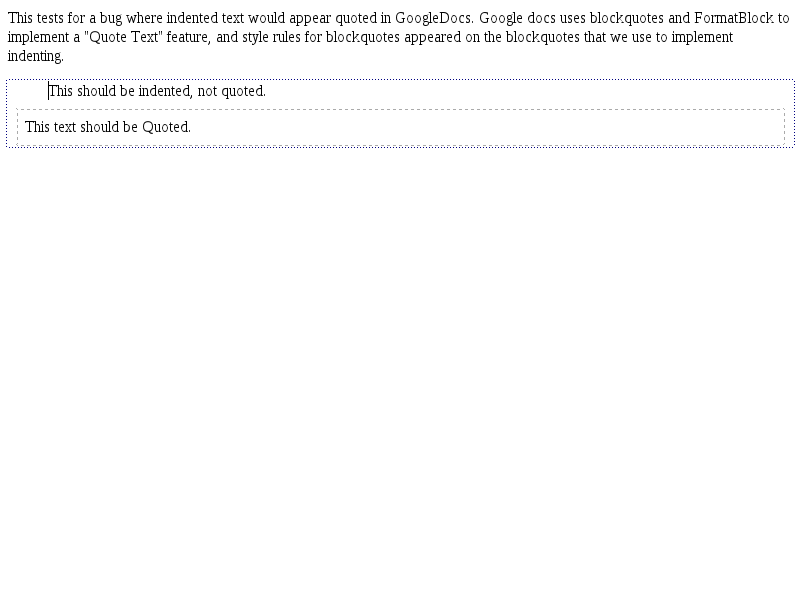 This tests for a bug where indented text would appear quoted in GoogleDocs. Google docs uses blockquotes and FormatBlock to
implement a "Quote Text" feature, and style rules for blockquotes appeared on the blockquotes that we use to implement
indenting.
This should be indented, not quoted.
This text should be Quoted.